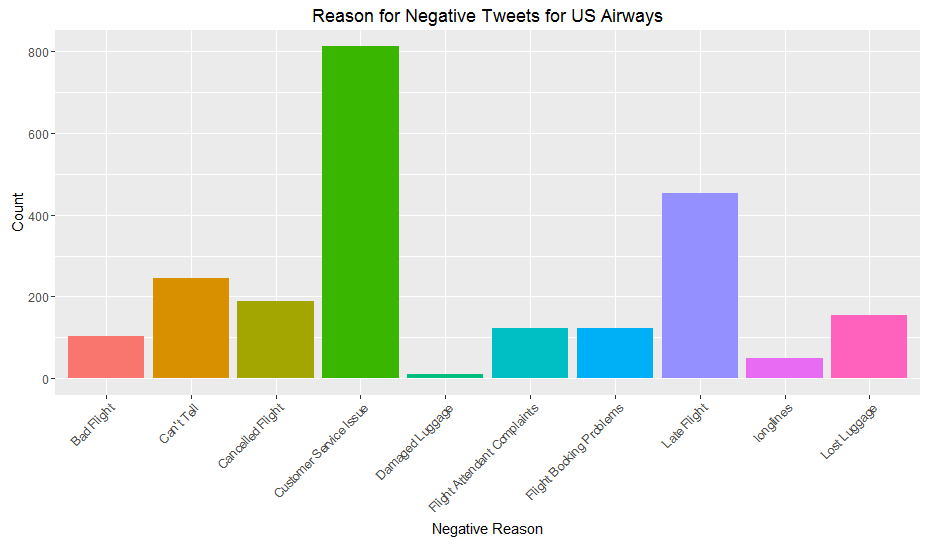 Reason for Negative Tweets for US Airways
Count
800
600
400
200
0
Bad Flight
Can't Tell
Cancelled Flight
Customer Service Issue
Damaged Luggage
Flight Attendant Complaints
Flight Booking Problems
Late Flight
longlines
Lost Luggage
Negative Reason